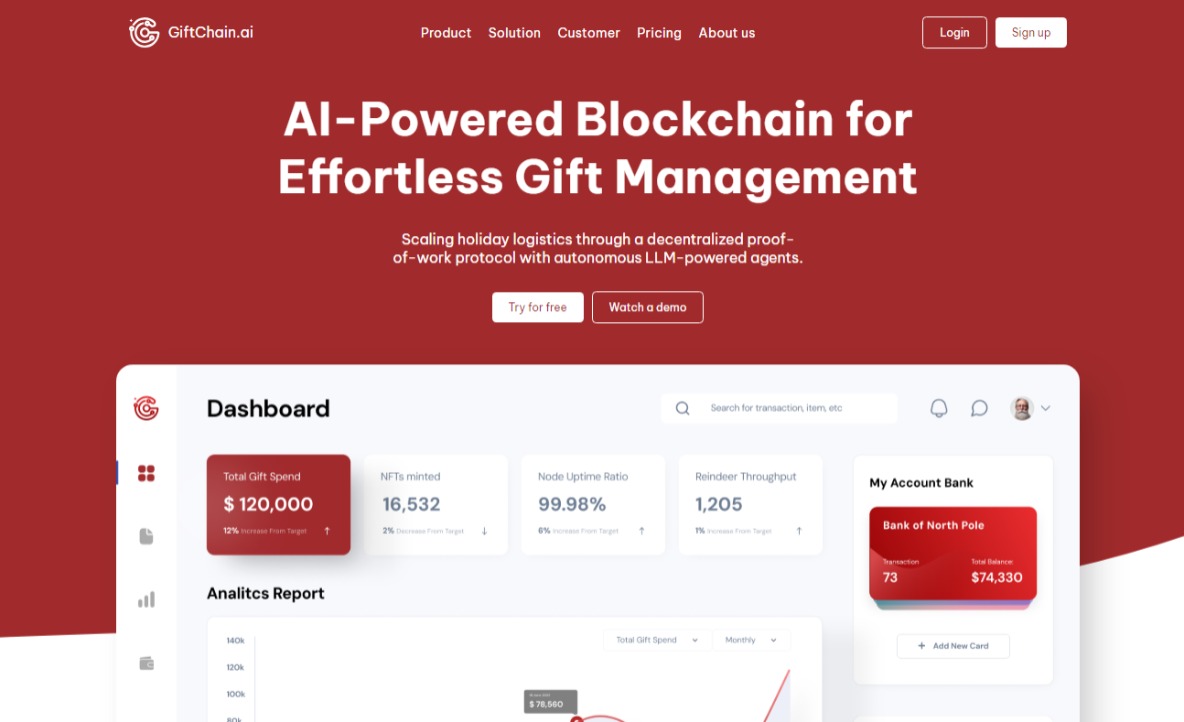 GiftChain.ai
Product Solution Customer Pricing About us
Login Sign up
AI-Powered Blockchain for
Effortless Gift Management
Scaling holiday logistics through a decentralized proof-
of-work protocol with autonomous LLM-powered agents.
Try for free Watch a demo
Dashboard
Search for transaction, item, etc
Total Gift Spend
$ 120,000
12% Increase From Target
NFTs minted
16,532
2% Decrease From Target
Node Uptime Ratio
99.98%
6% Increase From Target
Reindeer Throughput
1,205
1% Increase From Target
My Account Bank
Bank of North Pole
Transaction Total Balance
73 $74,330
+ Add New Card
Analitcs Report
Total Gift Spend Monthly
140k
120k
100k
80k
$ 78,560